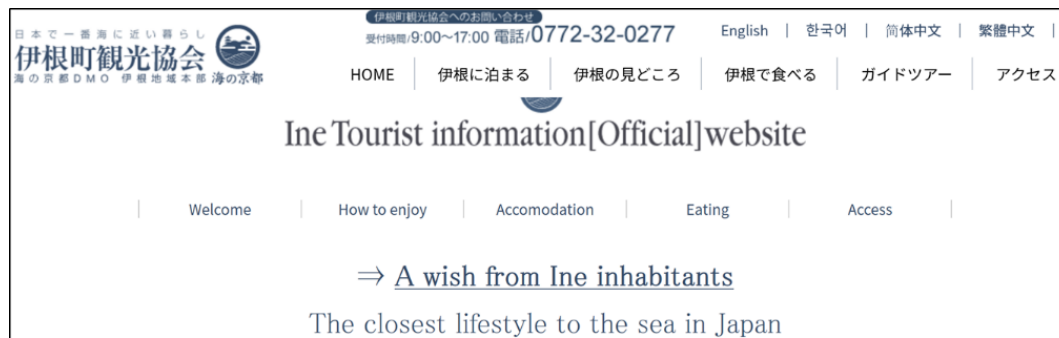 日本で一番海に近い暮らし
伊根町観光協会
海の京都DMO 伊根地域本部 海の京都
伊根町観光協会へのお問い合わせ
受付時間/9:00〜17:00 電話/0772-32-0277
English | 한국어 | 简体中文 | 繁體中文 |
HOME 伊根に泊まる 伊根の見どころ 伊根で食べる ガイドツアー アクセス
Ine Tourist information[Official]website
Welcome How to enjoy Accomodation Eating Access
⇒ A wish from Ine inhabitants
The closest lifestyle to the sea in Japan